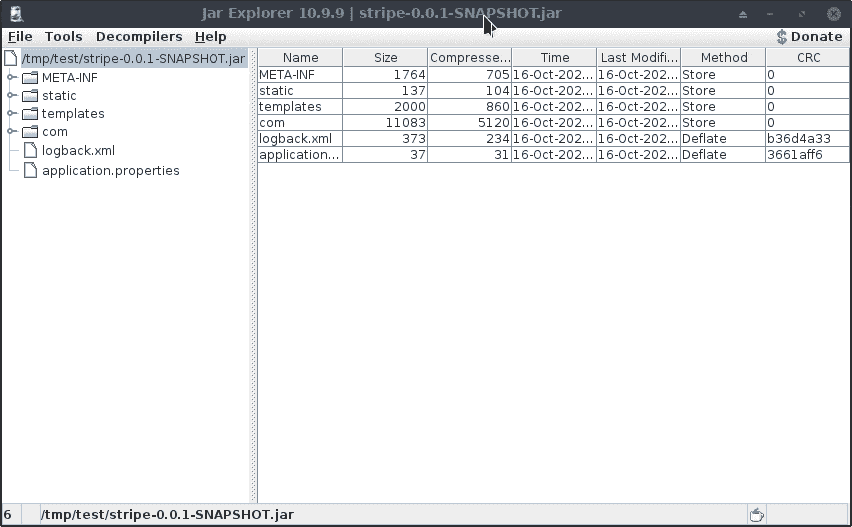 Jar Explorer 10.9.9 | stripe-0.0.1-SNAPSHOT.jar
File Tools Decompilers Help $ Donate
/tmp/test/stripe-0.0.1-SNAPSHOT.jar
META-INF
static
templates
com
logback.xml
application.properties
Name Size Compresse... Time Last Modifi... Method CRC
META-INF 1764 705 16-Oct-202... 16-Oct-202... Store 0
static 137 104 16-Oct-202... 16-Oct-202... Store 0
templates 2000 860 16-Oct-202... 16-Oct-202... Store 0
com 11083 5120 16-Oct-202... 16-Oct-202... Store 0
logback.xml 373 234 16-Oct-202... 16-Oct-202... Deflate b36d4a33
application... 37 31 16-Oct-202... 16-Oct-202... Deflate 3661aff6
6 /tmp/test/stripe-0.0.1-SNAPSHOT.jar